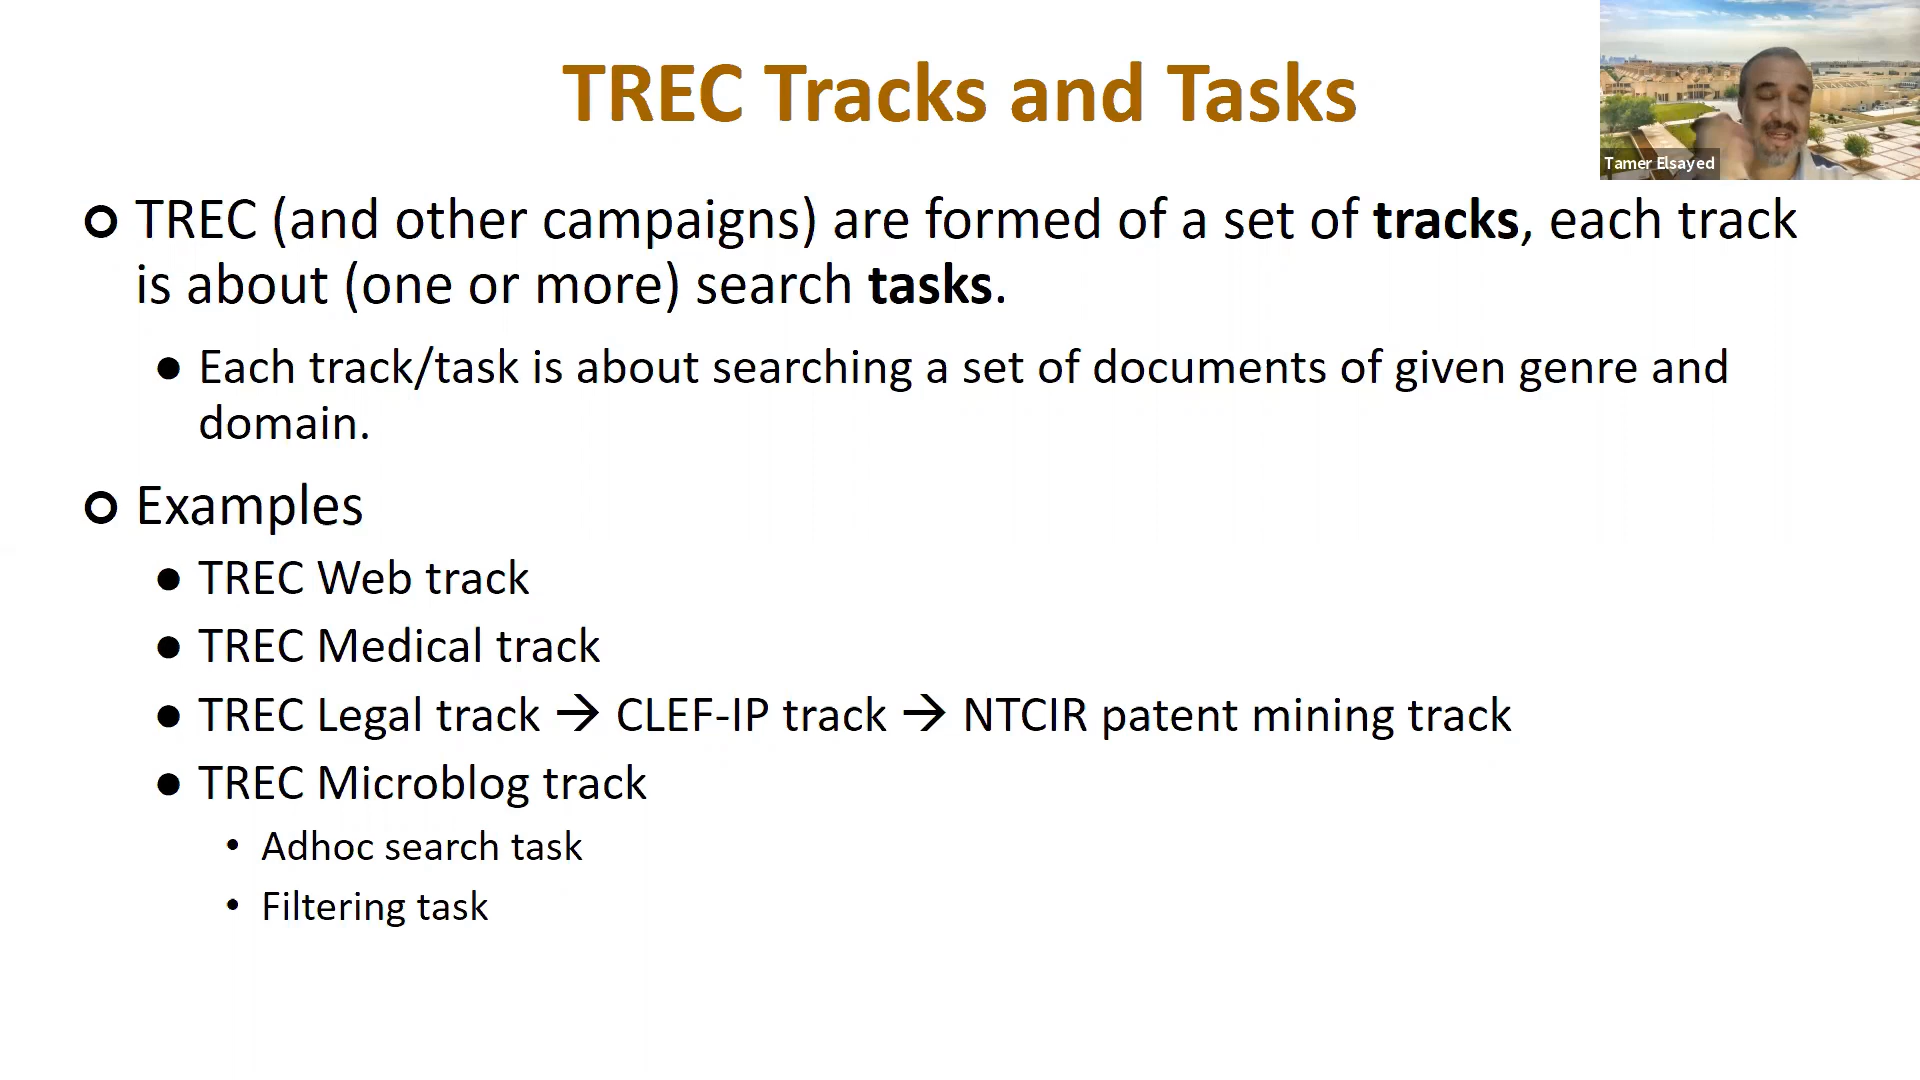 TREC Tracks and Tasks
Tamer Elsayed
TREC (and other campaigns) are formed of a set of tracks, each track
is about (one or more) search tasks.
Each track/task is about searching a set of documents of given genre and
domain.
Examples
TREC Web track
TREC Medical track
TREC Legal track → CLEF-IP track → NTCIR patent mining track
TREC Microblog track
Adhoc search task
Filtering task